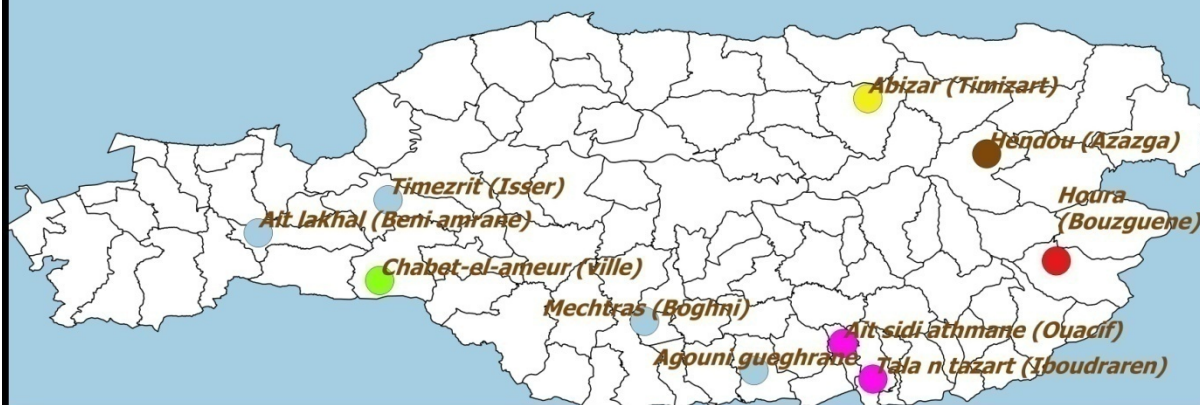 Abizar (Timizart)
Hendou (Azazga)
Timezrit (Isser)
Houra
(Bouzguene)
Ait lakhal (Beni-amrane)
Chabet-el-ameur (ville)
Mechtras (Boghni)
Ait sidi athmane (Ouacif)
Agouni gueghrane
Tala n tazart (Iboudraren)